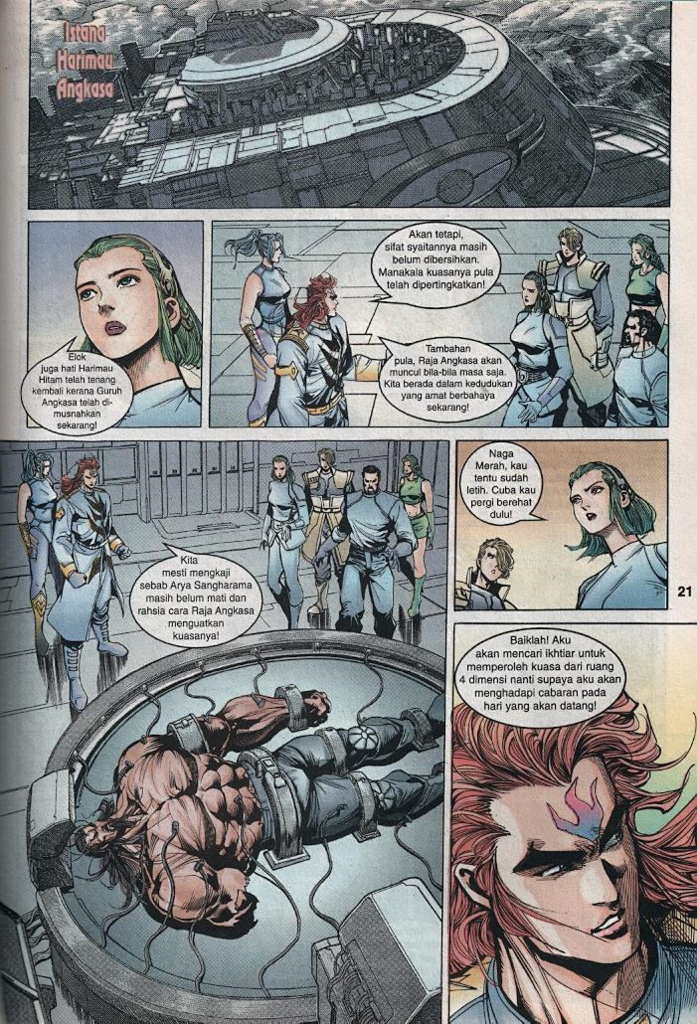 Istana
Harimau
Angkasa
Elok
juga hati Harimau
Hitam telah tenang
kembali kerana Guruh
Angkasa telah di-
musnahkan
sekarang!
Akan tetapi,
sifat syaitannya masih
belum dibersihkan.
Manakala kuasanya pula
telah dipertingkatkan!
Tambahan
pula, Raja Angkasa akan
muncul bila-bila masa saja.
Kita berada dalam kedudukan
yang amat berbahaya
sekarang!
Kita
mesti mengkaji
sebab Arya Sangharama
masih belum mati dan
rahsia cara Raja Angkasa
menguatkan
kuasanya!
Naga
Merah, kau
tentu sudah
letih. Cuba kau
pergi berehat
dulu!
21
Baiklah! Aku
akan mencari ikhtiar untuk
memperoleh kuasa dari ruang
4 dimensi supaya aku akan
menghadapi cabaran pada
hari yang akan datang!